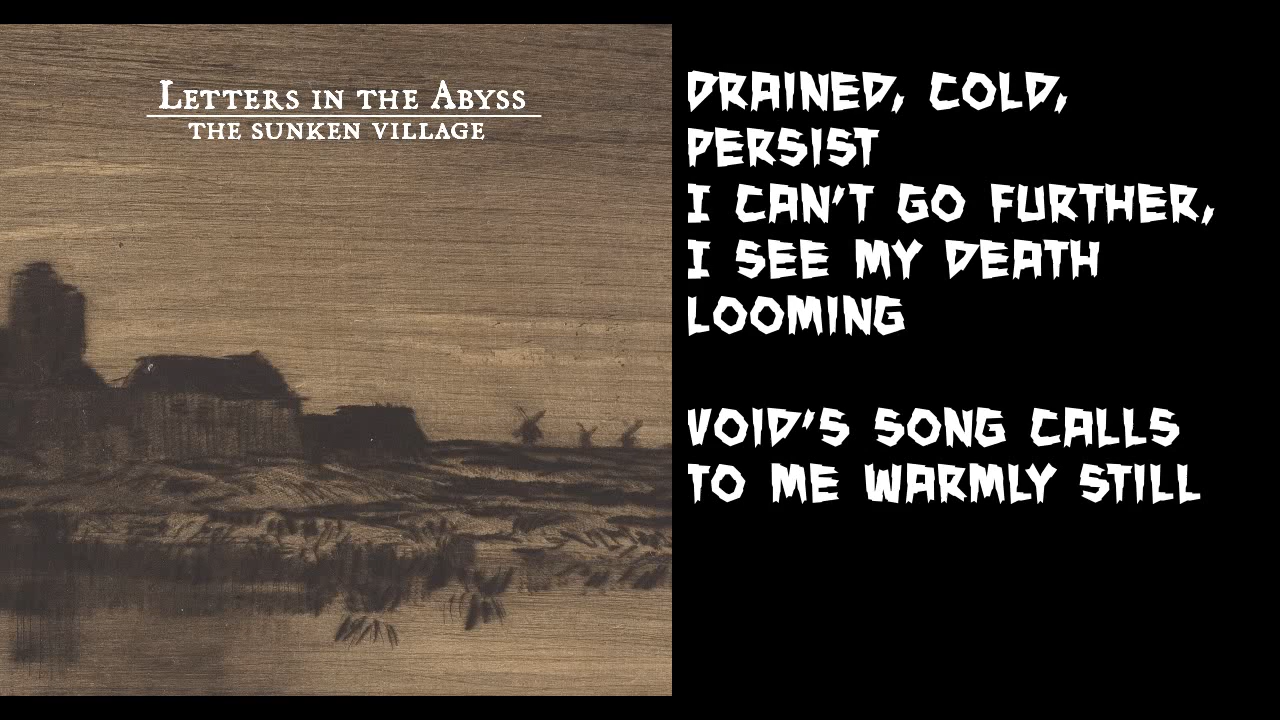 Letters in the Abyss
the sunken village
DRAINED, COLD,
PERSIST
I CAN'T GO FURTHER,
I SEE MY DEATH
LOOMING
VOID'S SONG CALLS
TO ME WARMLY STILL